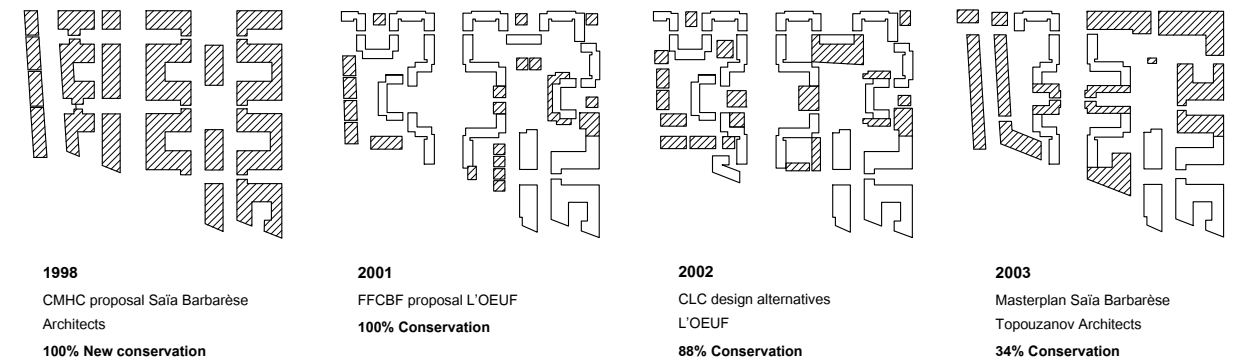 1998
CMHC proposal Saïa Barbarèse
Architects
100% New conservation
2001
FFCBF proposal L'OEUF
100% Conservation
2002
CLC design alternatives
L'OEUF
88% Conservation
2003
Masterplan Saïa Barbarèse
Topouzanov Architects
34% Conservation